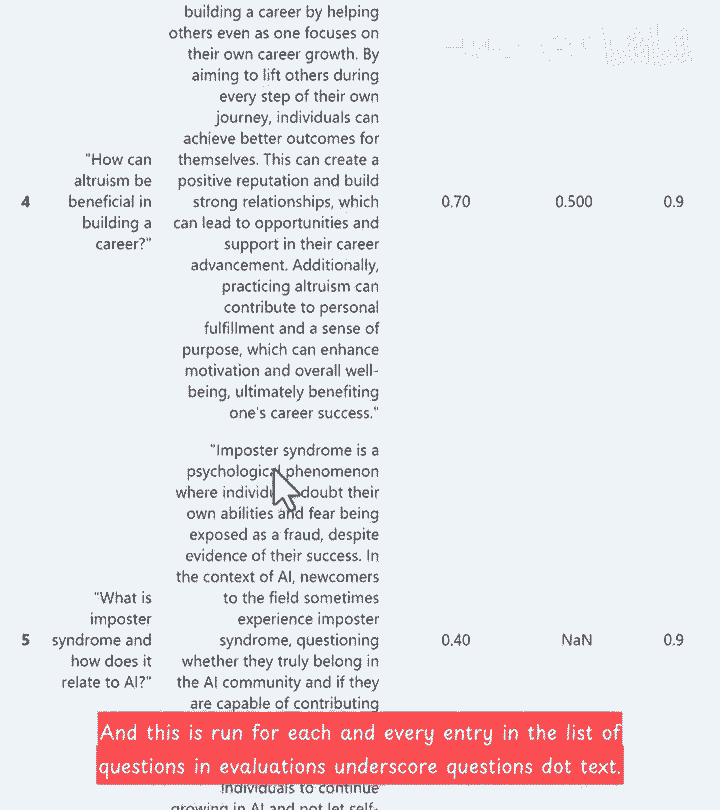 building a career by helping
others even as one focuses on
their own career growth. By
aiming to lift others during
every step of their own
journey, individuals can
achieve better outcomes for
themselves. This can create a
positive reputation and build
strong relationships, which
can lead to opportunities and
support in their career
advancement. Additionally,
practicing altruism can
contribute to personal
fulfillment and a sense of
purpose, which can enhance
motivation and overall well-
being, ultimately benefiting
one's career success."
4
"How can
altruism be
beneficial in
building a
career?"
0.70
0.500
0.9
"Imposter syndrome is a
psychological phenomenon
where doubt their
own abilities and fear being
exposed as a fraud, despite
evidence of their success. In
the context of AI, newcomers
to the field sometimes
experience imposter
syndrome, questioning
whether they truly belong in
the AI community and if they
are capable of contributing
5
"What is
imposter
syndrome and
how does it
relate to AI?"
0.40
NaN
0.9
And this is run for each and every entry in the list of
questions in evaluations underscore questions dot text.
individuals to continue
growing in AI and not let self-